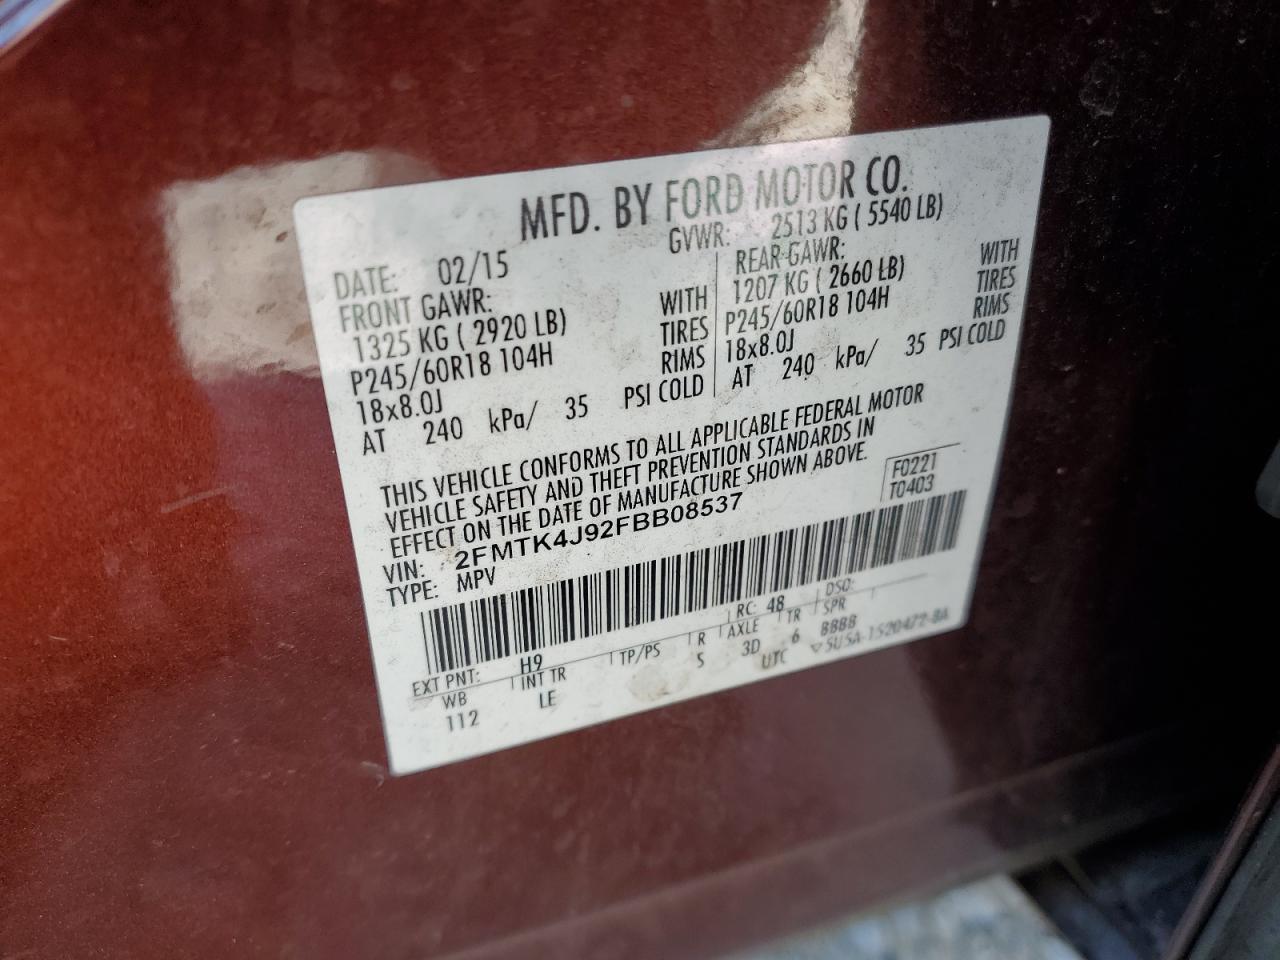 MFD. BY FORD MOTOR CO.
DATE: 02/15 GVWR: 2513 KG ( 5540 LB)
FRONT GAWR: REAR GAWR:
1325 KG ( 2920 LB) WITH 1207 KG ( 2660 LB) WITH
P245/60R18 104H TIRES P245/60R18 104H TIRES
18x8.0J RIMS 18x8.0J RIMS
AT 240 kPa/ 35 PSI COLD AT 240 kPa/ 35 PSI COLD
THIS VEHICLE CONFORMS TO ALL APPLICABLE FEDERAL MOTOR
VEHICLE SAFETY AND THEFT PREVENTION STANDARDS IN
EFFECT ON THE DATE OF MANUFACTURE SHOWN ABOVE.
VIN: 2FMTK4J92FBB08537 F0221
TYPE: MPV T0403
EXT PNT: H9 RC: 48 DSO:
WB INT TR TP/PS R AXLE TR SPR
112 LE S 3D 6 8888
UTC ▽5U5A-1520472-BA